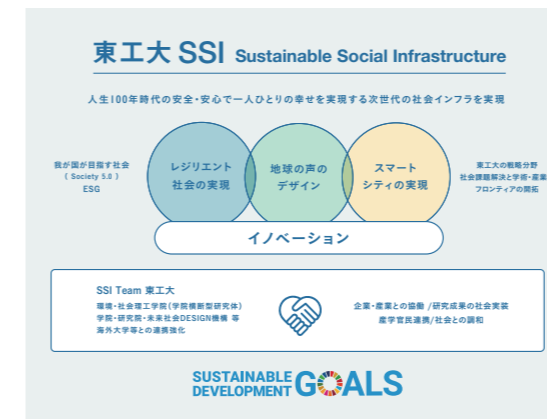 東工大 SSI Sustainable Social Infrastructure
人生100年時代の安全・安心で一人ひとりの幸せを実現する次世代の社会インフラを実現
我が国が目指す社会
( Society 5.0 )
ESG
レジリエント
社会の実現
地球の声の
デザイン
スマート
シティの実現
東工大の戦略分野
社会課題解決と学術・産業
フロンティアの開拓
イノベーション
SSI Team 東工大
環境・社会理工学院(学院横断型研究体)
学院・研究院・未来社会DESIGN機構 等
海外大学等との連携強化
企業・産業との協働 /研究成果の社会実装
産学官民連携/社会との調和
SUSTAINABLE
DEVELOPMENT GOALS